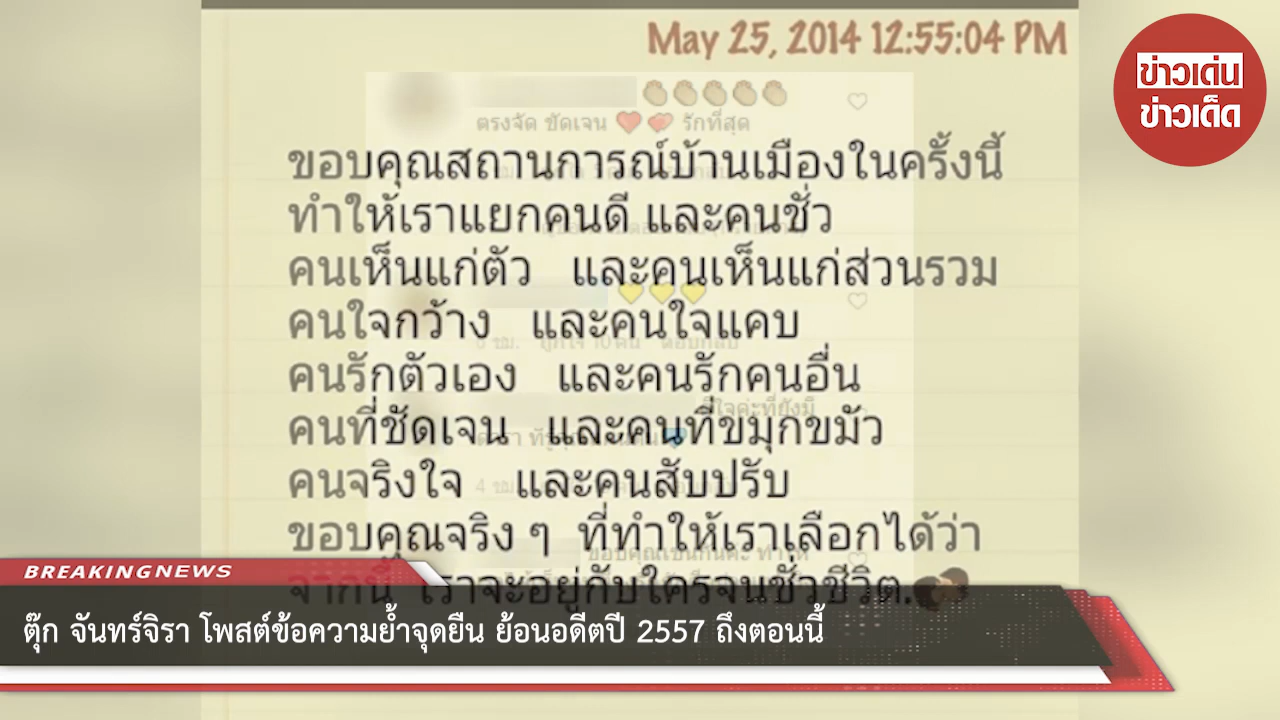 May 25, 2014 12:55:04 PM
ข่าวเด่น
ข่าวเด็ด
ตรงจัด ชัดเจน ❤️ 💕 รักที่สุด
ขอบคุณสถานการณ์บ้านเมืองในครั้งนี้
ทำให้เราแยกคนดี และคนชั่ว
คนเห็นแก่ตัว และคนเห็นแก่ส่วนรวม
คนใจกว้าง และคนใจแคบ
คนรักตัวเอง และคนรักคนอื่น
คนที่ชัดเจน และคนที่ขมุกขมัว
คนจริงใจ และคนสับปรับ
ขอบคุณจริง ๆ ที่ทำให้เราเลือกได้ว่า
จากนี้ เราจะอยู่กับใครจนชั่วชีวิต.
BREAKING NEWS
ตุ๊ก จันทร์จิรา โพสต์ข้อความย้ำจุดยืน ย้อนอดีตปี 2557 ถึงตอนนี้